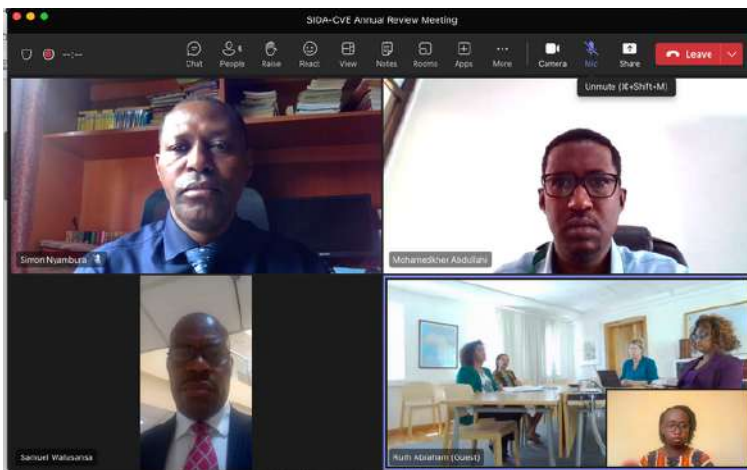 SIDA-CVE Annual Review Meeting
Chat
People
Raise
React
View
Notes
Rooms
Apps
More
Camera
Mic
Share
Leave
Unmute (⌘+Shift+M)
Simon Nyambura
Mohamedkher Abdullahi
Samuel Walusansa
Ruth Abraham (Guest)